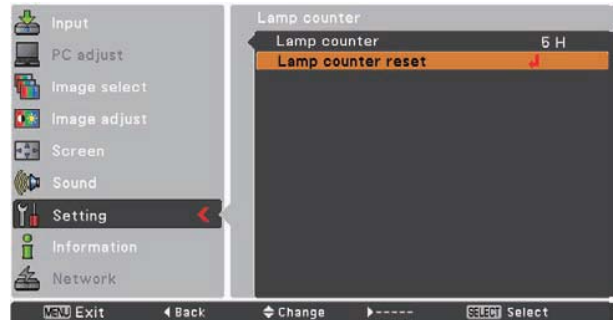 Input
PC adjust
Image select
Image adjust
Screen
Sound
Setting
Information
Network
Lamp counter
Lamp counter 5 H
Lamp counter reset
MENU Exit Back Change ----- SELECT Select